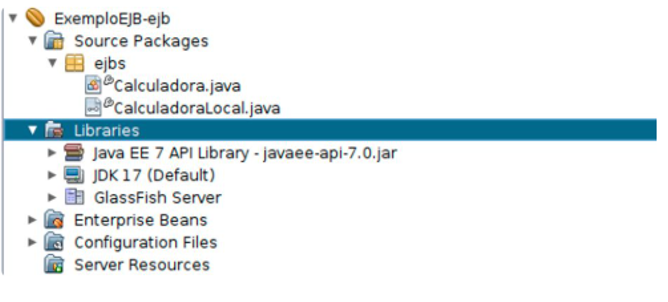 ExemploEJB-ejb
Source Packages
ejbs
Calculadora.java
CalculadoraLocal.java
Libraries
Java EE 7 API Library - javaee-api-7.0.jar
JDK 17 (Default)
GlassFish Server
Enterprise Beans
Configuration Files
Server Resources